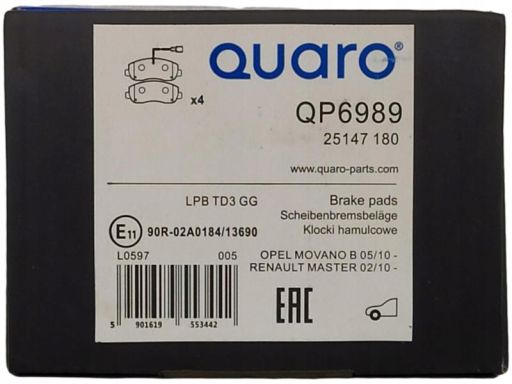 QUARO®
x4
QP6989
25147 180
www.quaro-parts.com
LPB TD3 GG
Brake pads
Scheibenbremsbeläge
Klocki hamulcowe
E11 90R-02A0184/13690
L0597 005
OPEL MOVANO B 05/10 -
RENAULT MASTER 02/10 -
5 901619 553442
EAC